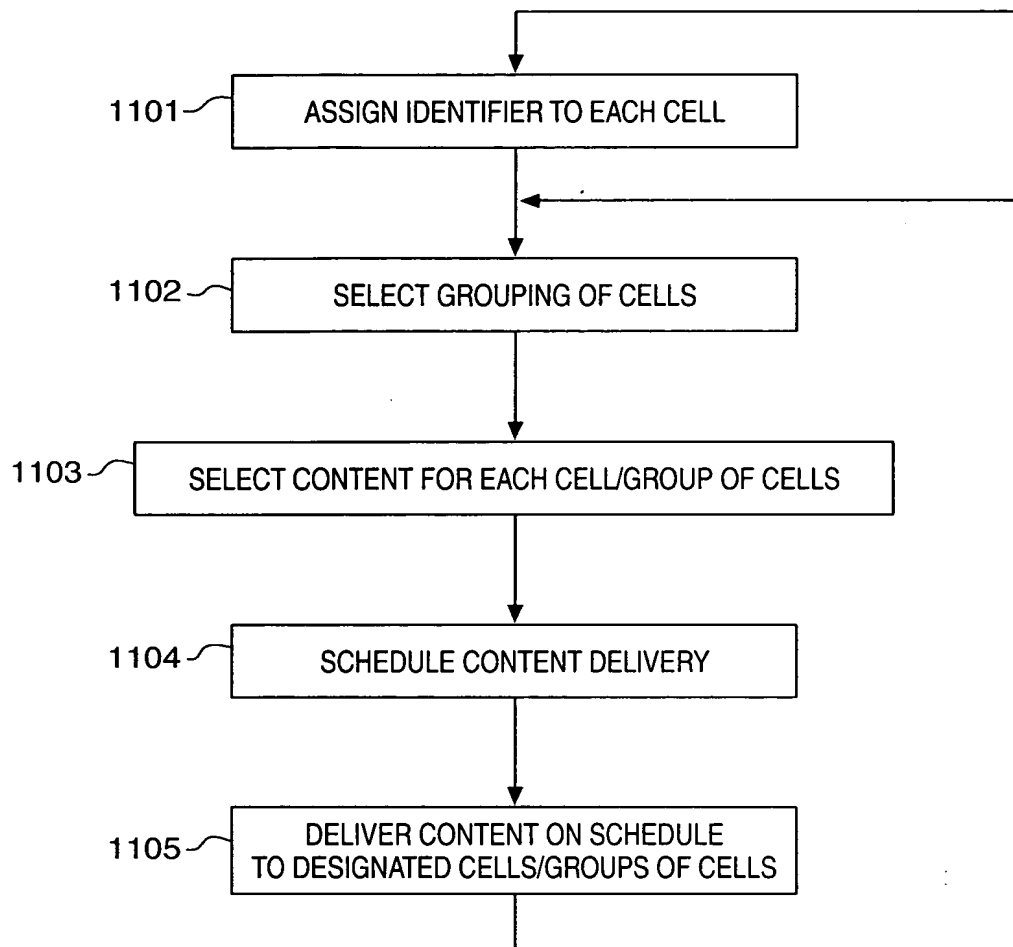 1101
ASSIGN IDENTIFIER TO EACH CELL
1102
SELECT GROUPING OF CELLS
1103
SELECT CONTENT FOR EACH CELL/GROUP OF CELLS
1104
SCHEDULE CONTENT DELIVERY
1105
DELIVER CONTENT ON SCHEDULE
TO DESIGNATED CELLS/GROUPS OF CELLS